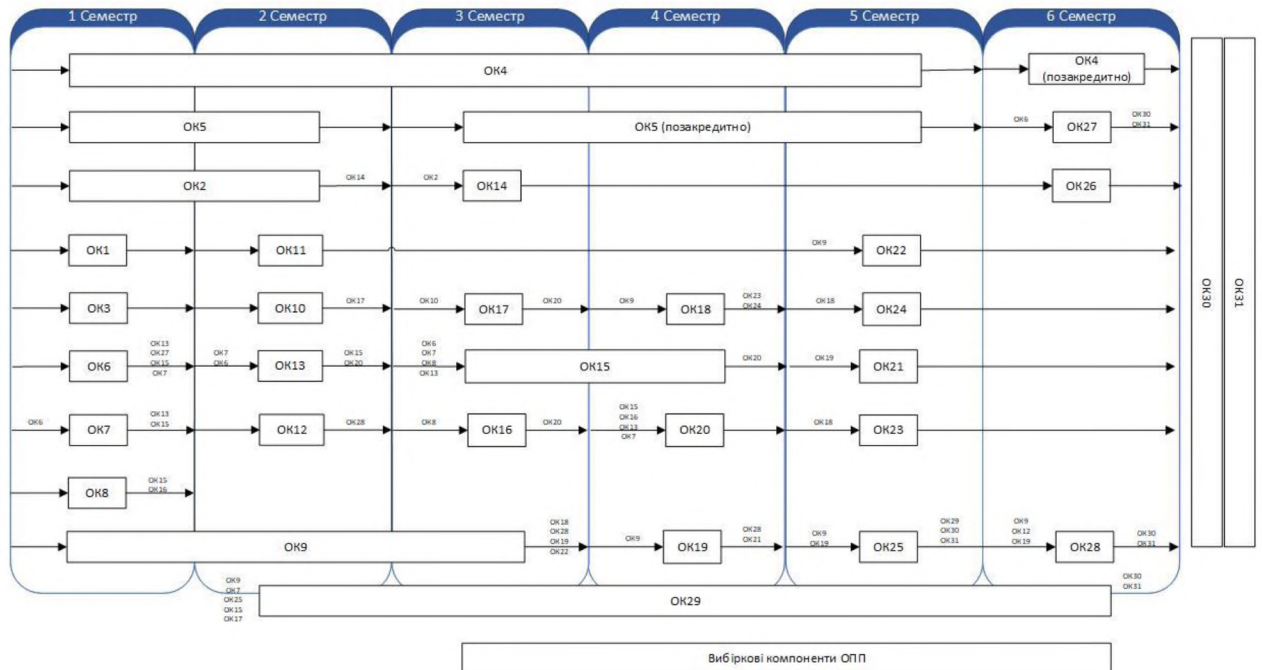 1 Семестр
2 Семестр
3 Семестр
4 Семестр
5 Семестр
6 Семестр
ОК4
ОК4
(позакредитно)
ОК5
ОК5 (позакредитно)
ОК6
ОК27
ОК30
ОК31
ОК2
ОК14
ОК2
ОК14
ОК26
ОК1
ОК11
ОК9
ОК22
ОК3
ОК10
ОК17
ОК10
ОК17
ОК20
ОК9
ОК18
ОК23
ОК24
ОК18
ОК24
ОК6
ОК13
ОК27
ОК15
ОК7
ОК7
ОК6
ОК13
ОК15
ОК20
ОК6
ОК7
ОК8
ОК13
ОК15
ОК20
ОК19
ОК21
ОК6
ОК7
ОК13
ОК15
ОК12
ОК28
ОК8
ОК16
ОК20
ОК15
ОК16
ОК13
ОК7
ОК20
ОК18
ОК23
ОК8
ОК15
ОК16
ОК9
ОК18
ОК28
ОК19
ОК22
ОК9
ОК19
ОК28
ОК21
ОК9
ОК19
ОК25
ОК29
ОК30
ОК31
ОК9
ОК12
ОК19
ОК28
ОК30
ОК31
ОК9
ОК7
ОК25
ОК15
ОК17
ОК29
ОК30
ОК31
Вибіркові компоненти ОПП
ОК30
ОК31